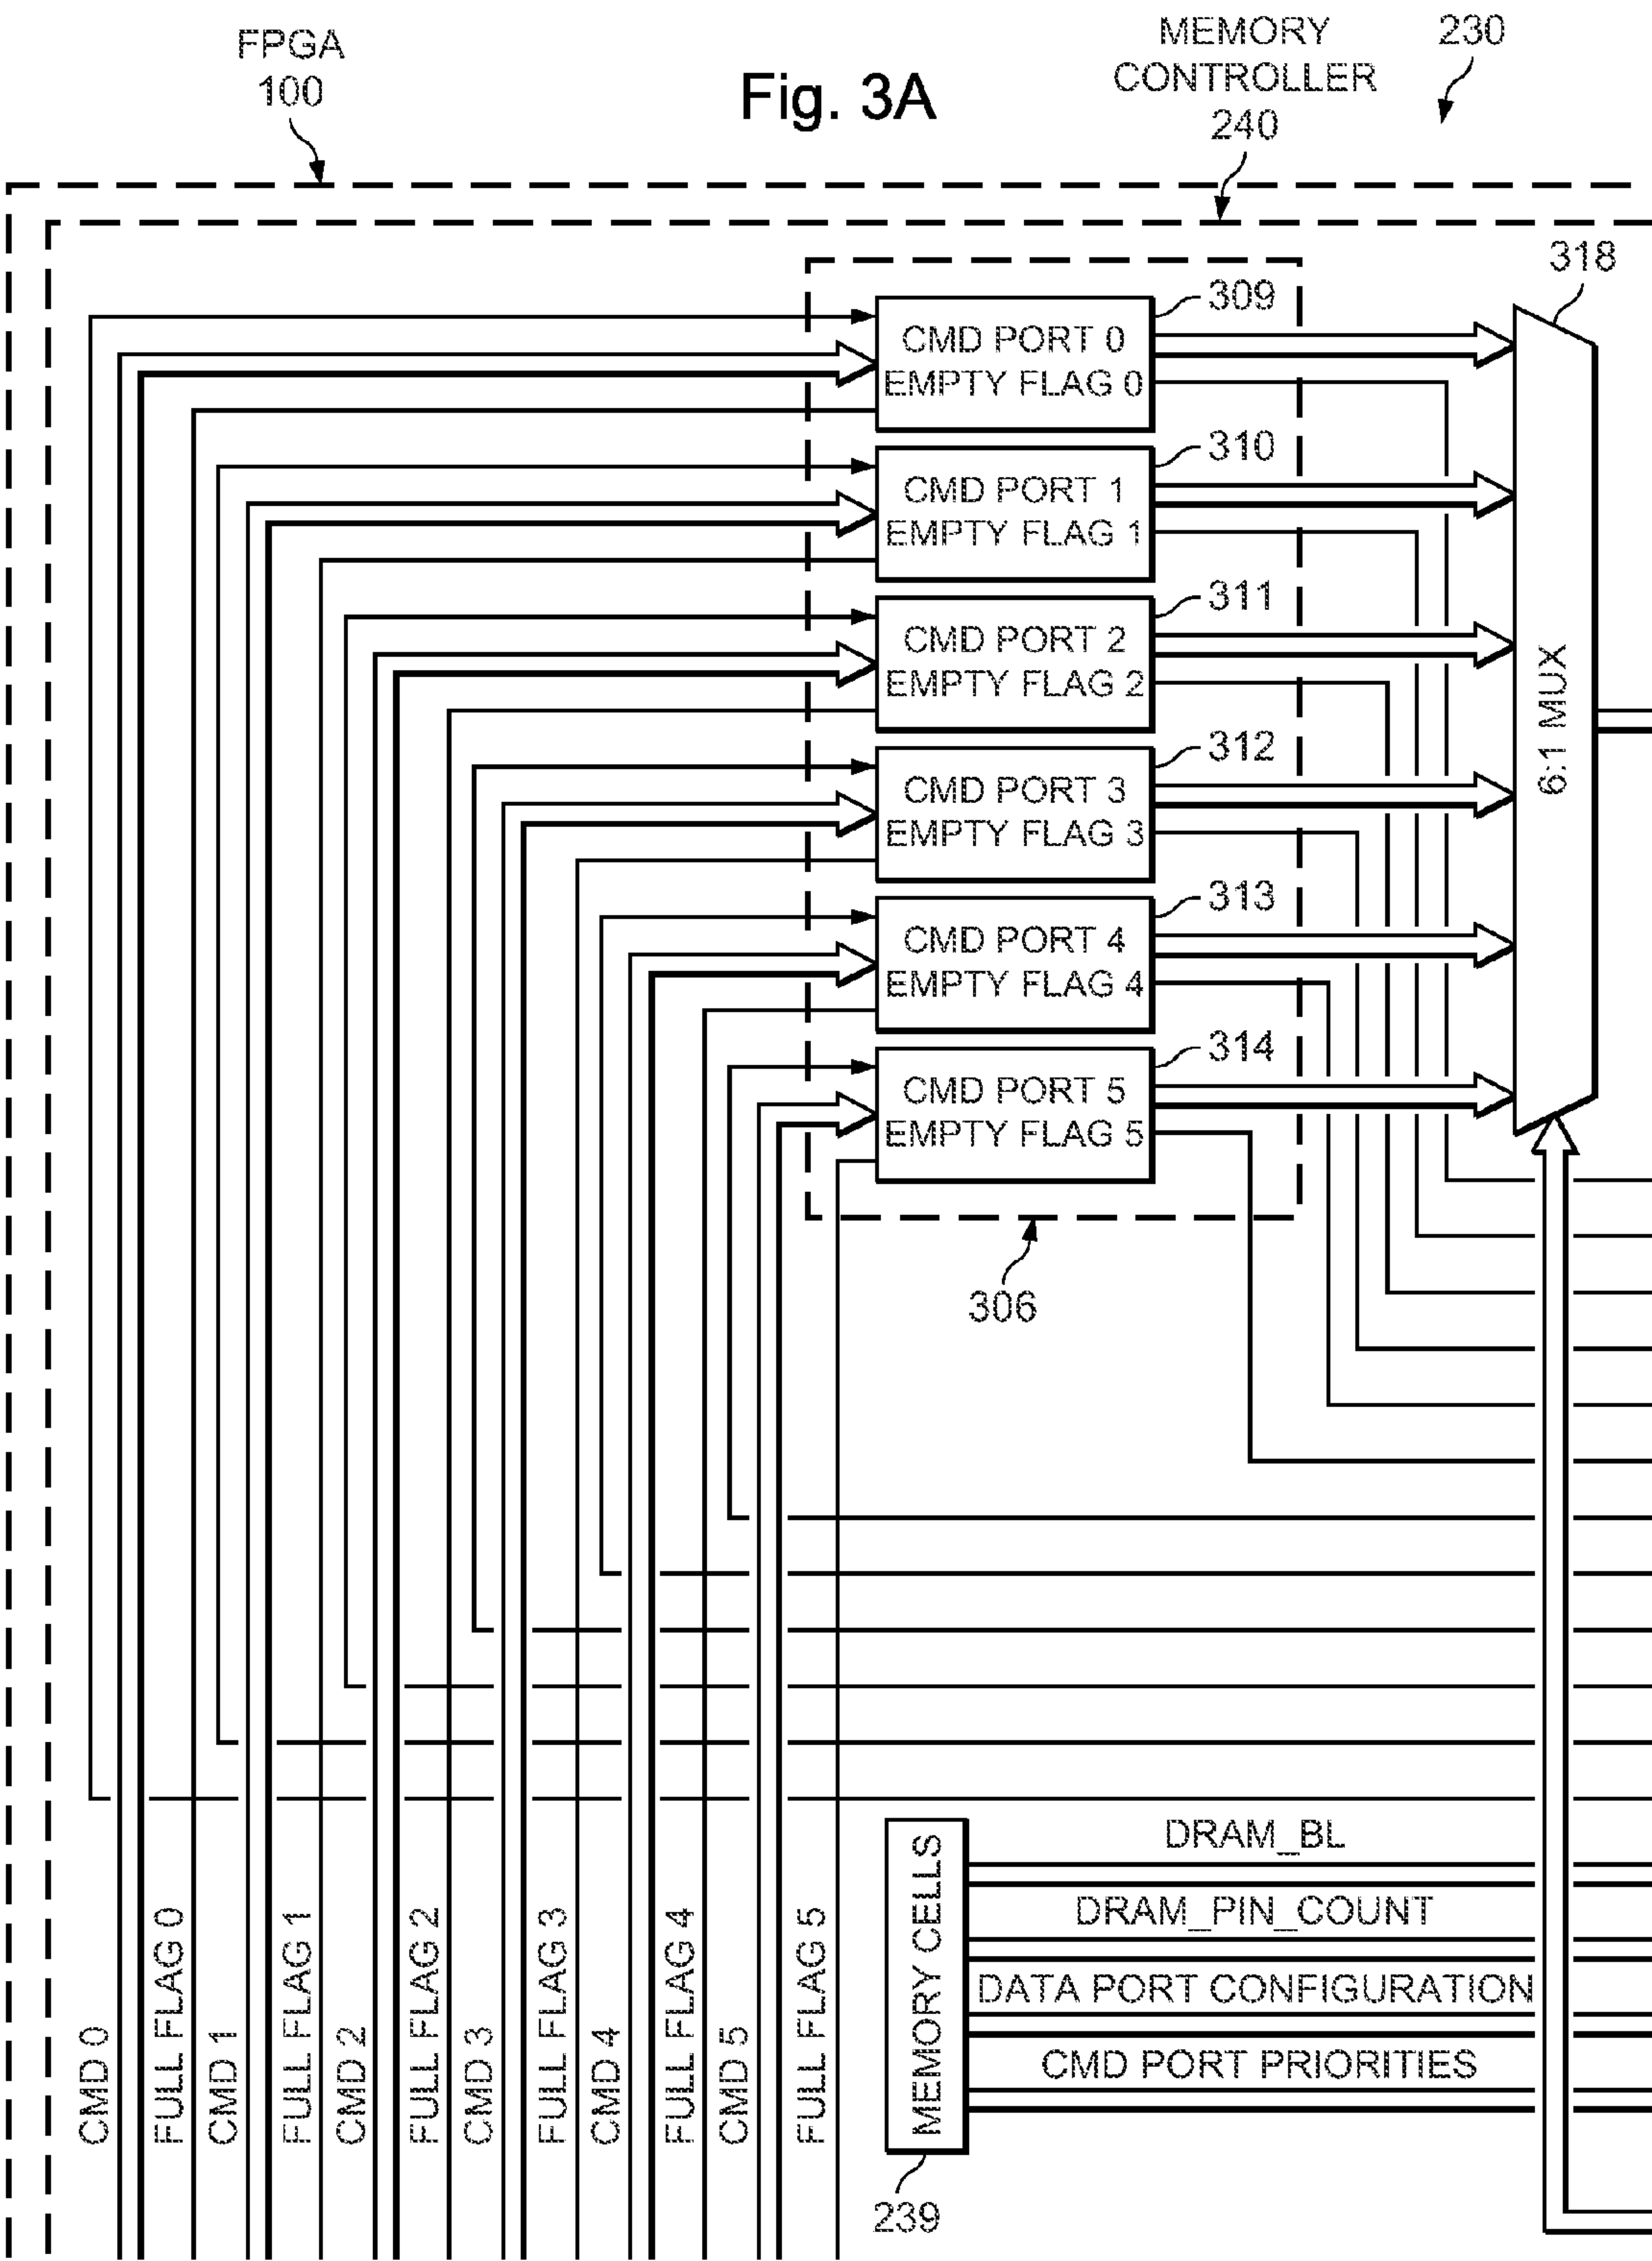 FPGA
100
Fig. 3A
MEMORY
CONTROLLER
240
230
318
309
CMD PORT 0
EMPTY FLAG 0
310
CMD PORT 1
EMPTY FLAG 1
311
CMD PORT 2
EMPTY FLAG 2
312
CMD PORT 3
EMPTY FLAG 3
313
CMD PORT 4
EMPTY FLAG 4
314
CMD PORT 5
EMPTY FLAG 5
6:1 MUX
306
CMD 0
FULL FLAG 0
CMD 1
FULL FLAG 1
CMD 2
FULL FLAG 2
CMD 3
FULL FLAG 3
CMD 4
FULL FLAG 4
CMD 5
FULL FLAG 5
MEMORY CELLS
DRAM_BL
DRAM_PIN_COUNT
DATA PORT CONFIGURATION
CMD PORT PRIORITIES
239